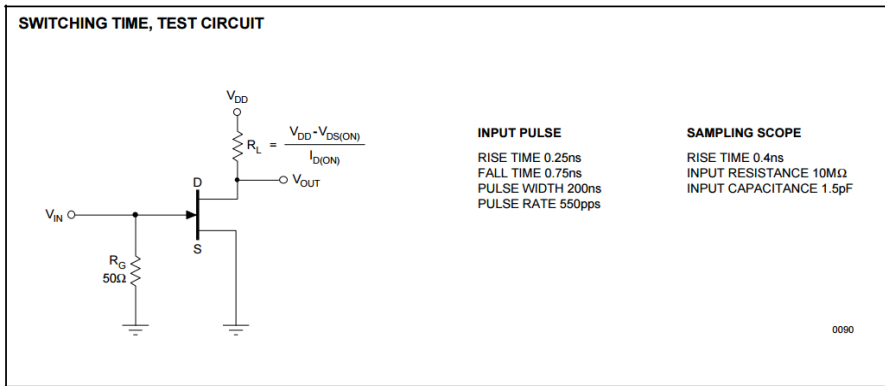 SWITCHING TIME, TEST CIRCUIT
VDD
RL = VDD-VDS(ON)
ID(ON)
VOUT
D
VIN
S
RG
50Ω
INPUT PULSE
RISE TIME 0.25ns
FALL TIME 0.75ns
PULSE WIDTH 200ns
PULSE RATE 550pps
SAMPLING SCOPE
RISE TIME 0.4ns
INPUT RESISTANCE 10MΩ
INPUT CAPACITANCE 1.5pF
0090